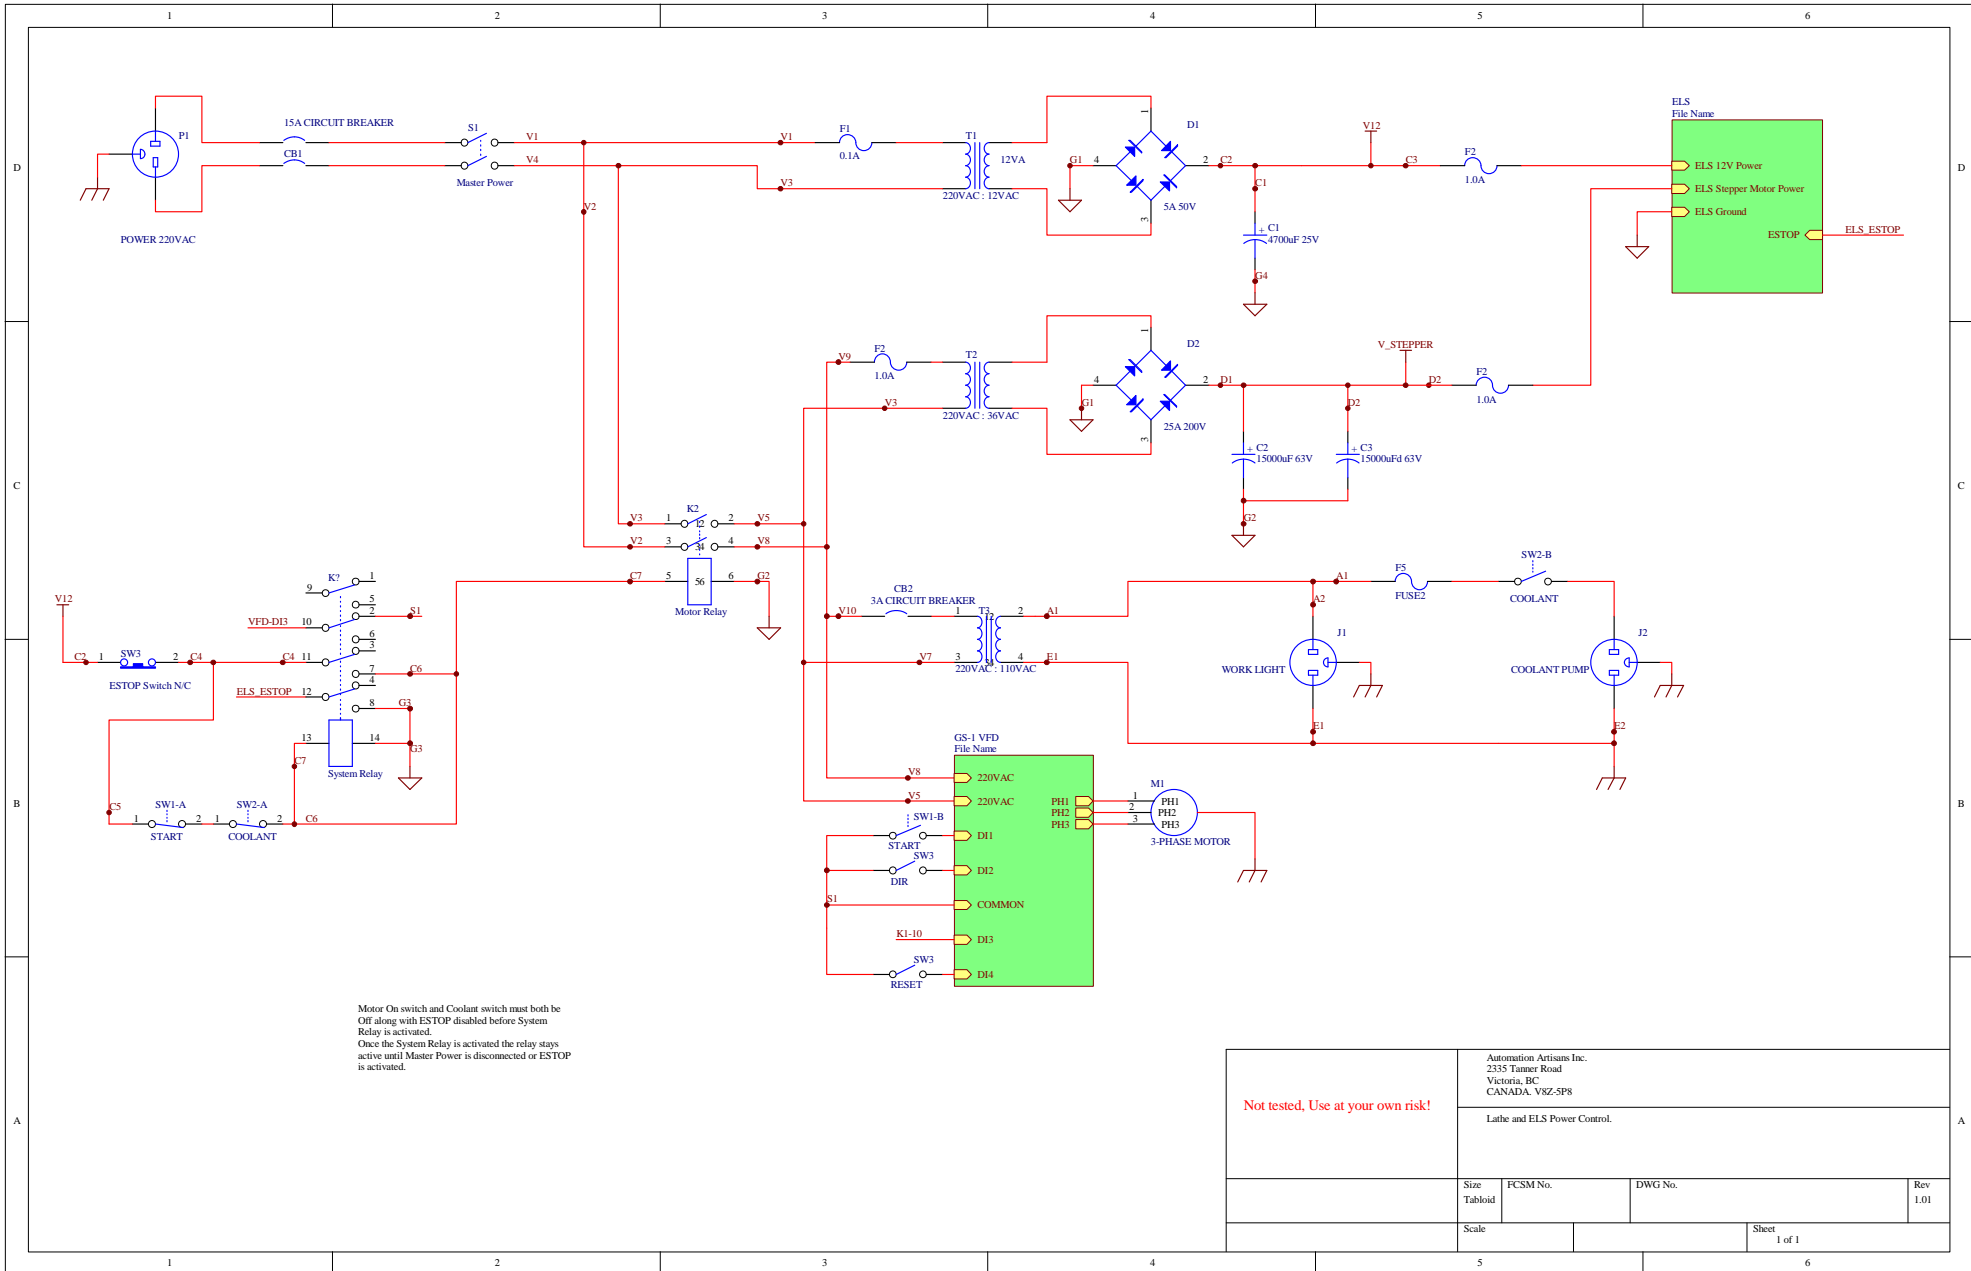 1
2
3
4
5
6
D
C
B
A
D
C
B
A
P1
POWER 220VAC
15A CIRCUIT BREAKER
CB1
S1
Master Power
V1
V4
V2
V1
V3
F1
0.1A
T1
12VA
220VAC : 12VAC
1
D1
G1
4
2
3
5A 50V
C2
C1
+ C1
4700uF 25V
G4
V12
C3
F2
1.0A
ELS
File Name
ELS 12V Power
ELS Stepper Motor Power
ELS Ground
ESTOP
ELS_ESTOP
V9
F2
1.0A
V3
T2
220VAC : 36VAC
1
D2
4
2
G1
3
25A 200V
D1
V_STEPPER
D2
D2
F2
1.0A
+ C2
15000uF 63V
+ C3
15000uFd 63V
G2
K2
V3
1
12
2
V5
V2
3
34
4
V8
C7
5
56
6
G2
Motor Relay
V12
C2
1
SW3
2
C4
ESTOP Switch N/C
C4
K?
9
1
5
2
S1
VFD-DI3
10
6
3
11
7
C6
4
ELS_ESTOP
12
8
G3
13
14
G3
C7
System Relay
C5
1
SW1-A
2
START
1
SW2-A
2
COOLANT
C6
CB2
3A CIRCUIT BREAKER
V10
1
T3
12
2
A1
V7
3
34
4
E1
220VAC : 110VAC
A1
A2
F5
FUSE2
SW2-B
COOLANT
J1
WORK LIGHT
E1
J2
COOLANT PUMP
E2
GS-1 VFD
File Name
V8
220VAC
V5
220VAC
SW1-B
START
DI1
SW3
DIR
DI2
S1
COMMON
K1-10
DI3
SW3
RESET
DI4
PH1
PH2
PH3
1
2
3
M1
PH1
PH2
PH3
3-PHASE MOTOR
Motor On switch and Coolant switch must both be
Off along with ESTOP disabled before System
Relay is activated.
Once the System Relay is activated the relay stays
active until Master Power is disconnected or ESTOP
is activated.
Not tested, Use at your own risk!
Automation Artisans Inc.
2335 Tanner Road
Victoria, BC
CANADA. V8Z-5P8
Lathe and ELS Power Control.
Size
Tabloid
FCSM No.
DWG No.
Rev
1.01
Scale
Sheet
1 of 1
1
2
3
4
5
6